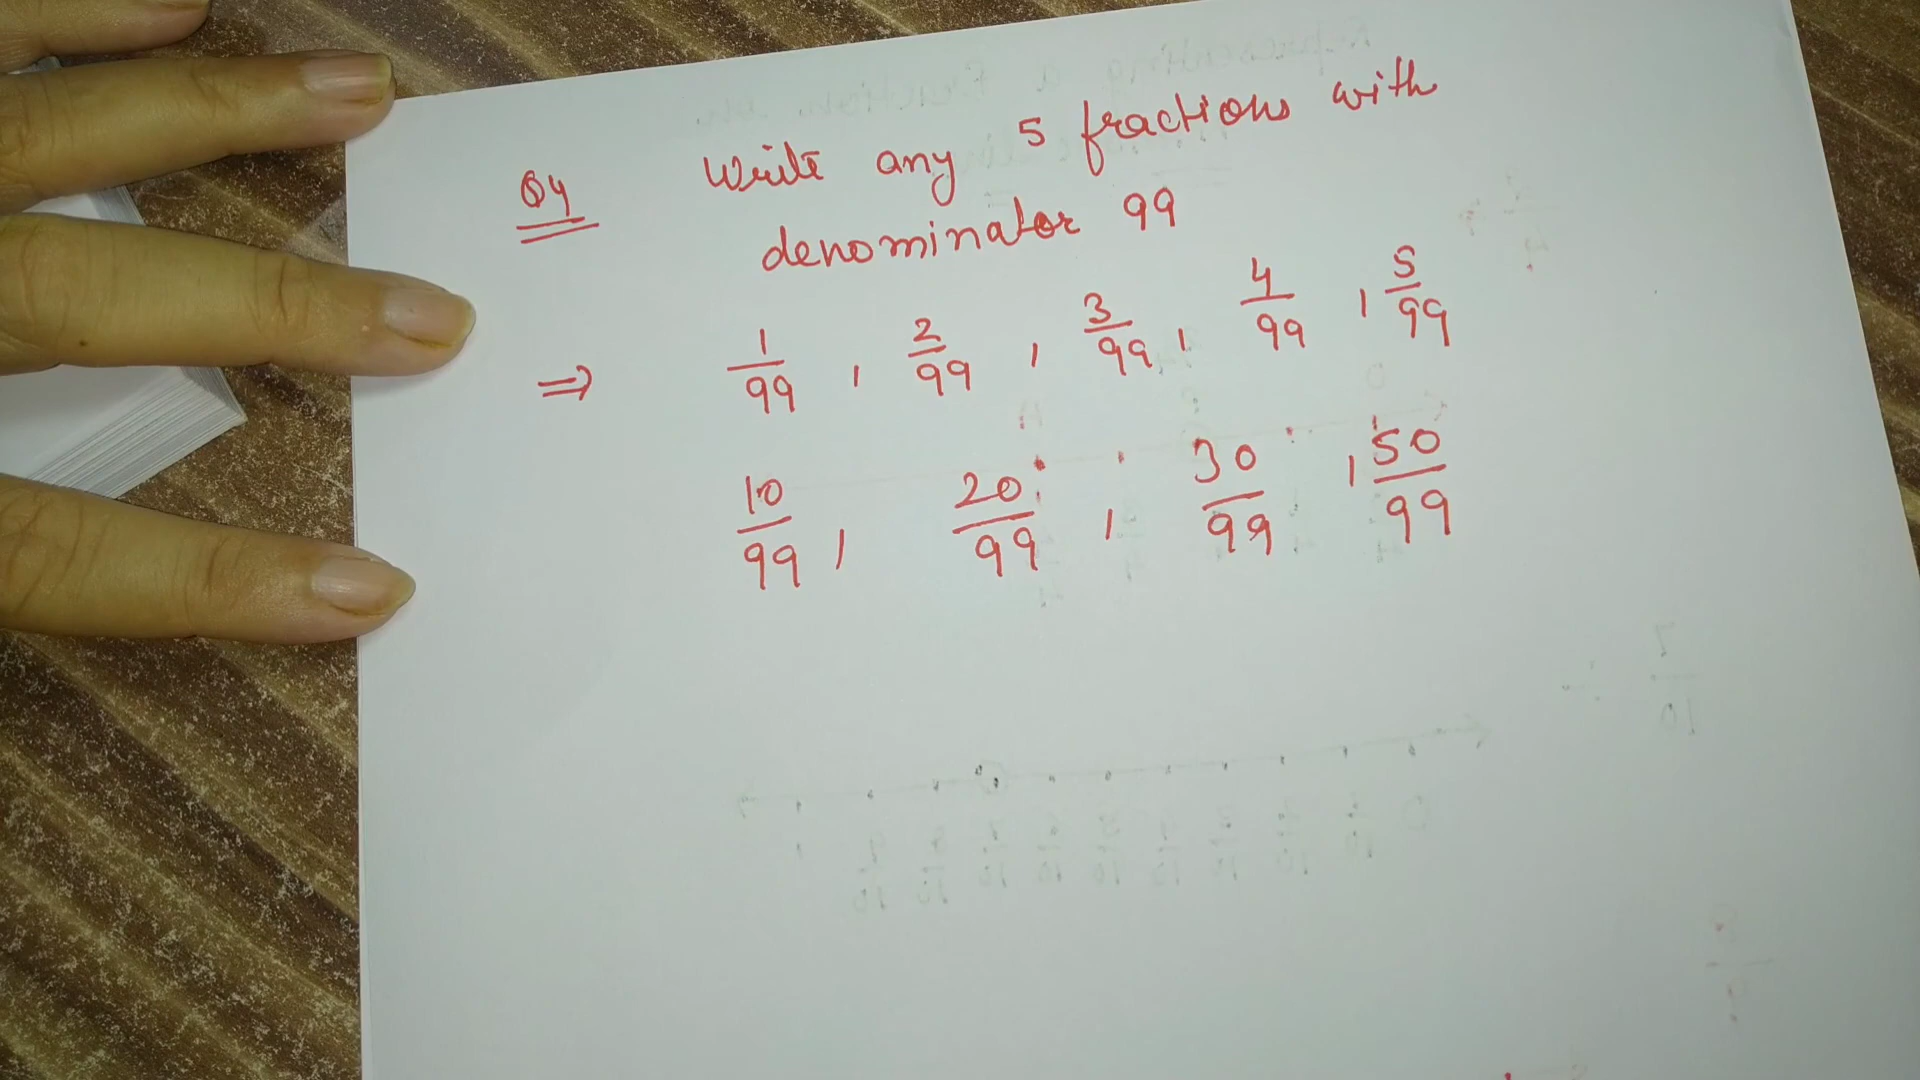 Q4 Write any 5 fractions with
denominator 99
⇒ 1/99 , 2/99 , 3/99 , 4/99 , 5/99
10/99 , 20/99 , 30/99 , 50/99